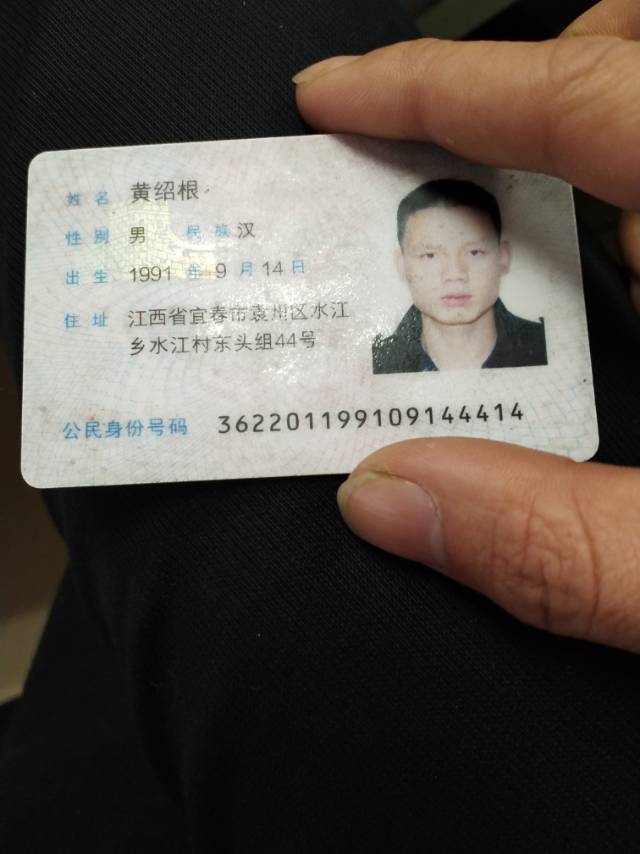 姓名 黄绍根
性别 男 民族 汉
出生 1991 年 9 月 14 日
住址 江西省宜春市袁州区水江
乡水江村东头组44号
公民身份号码 362201199109144414